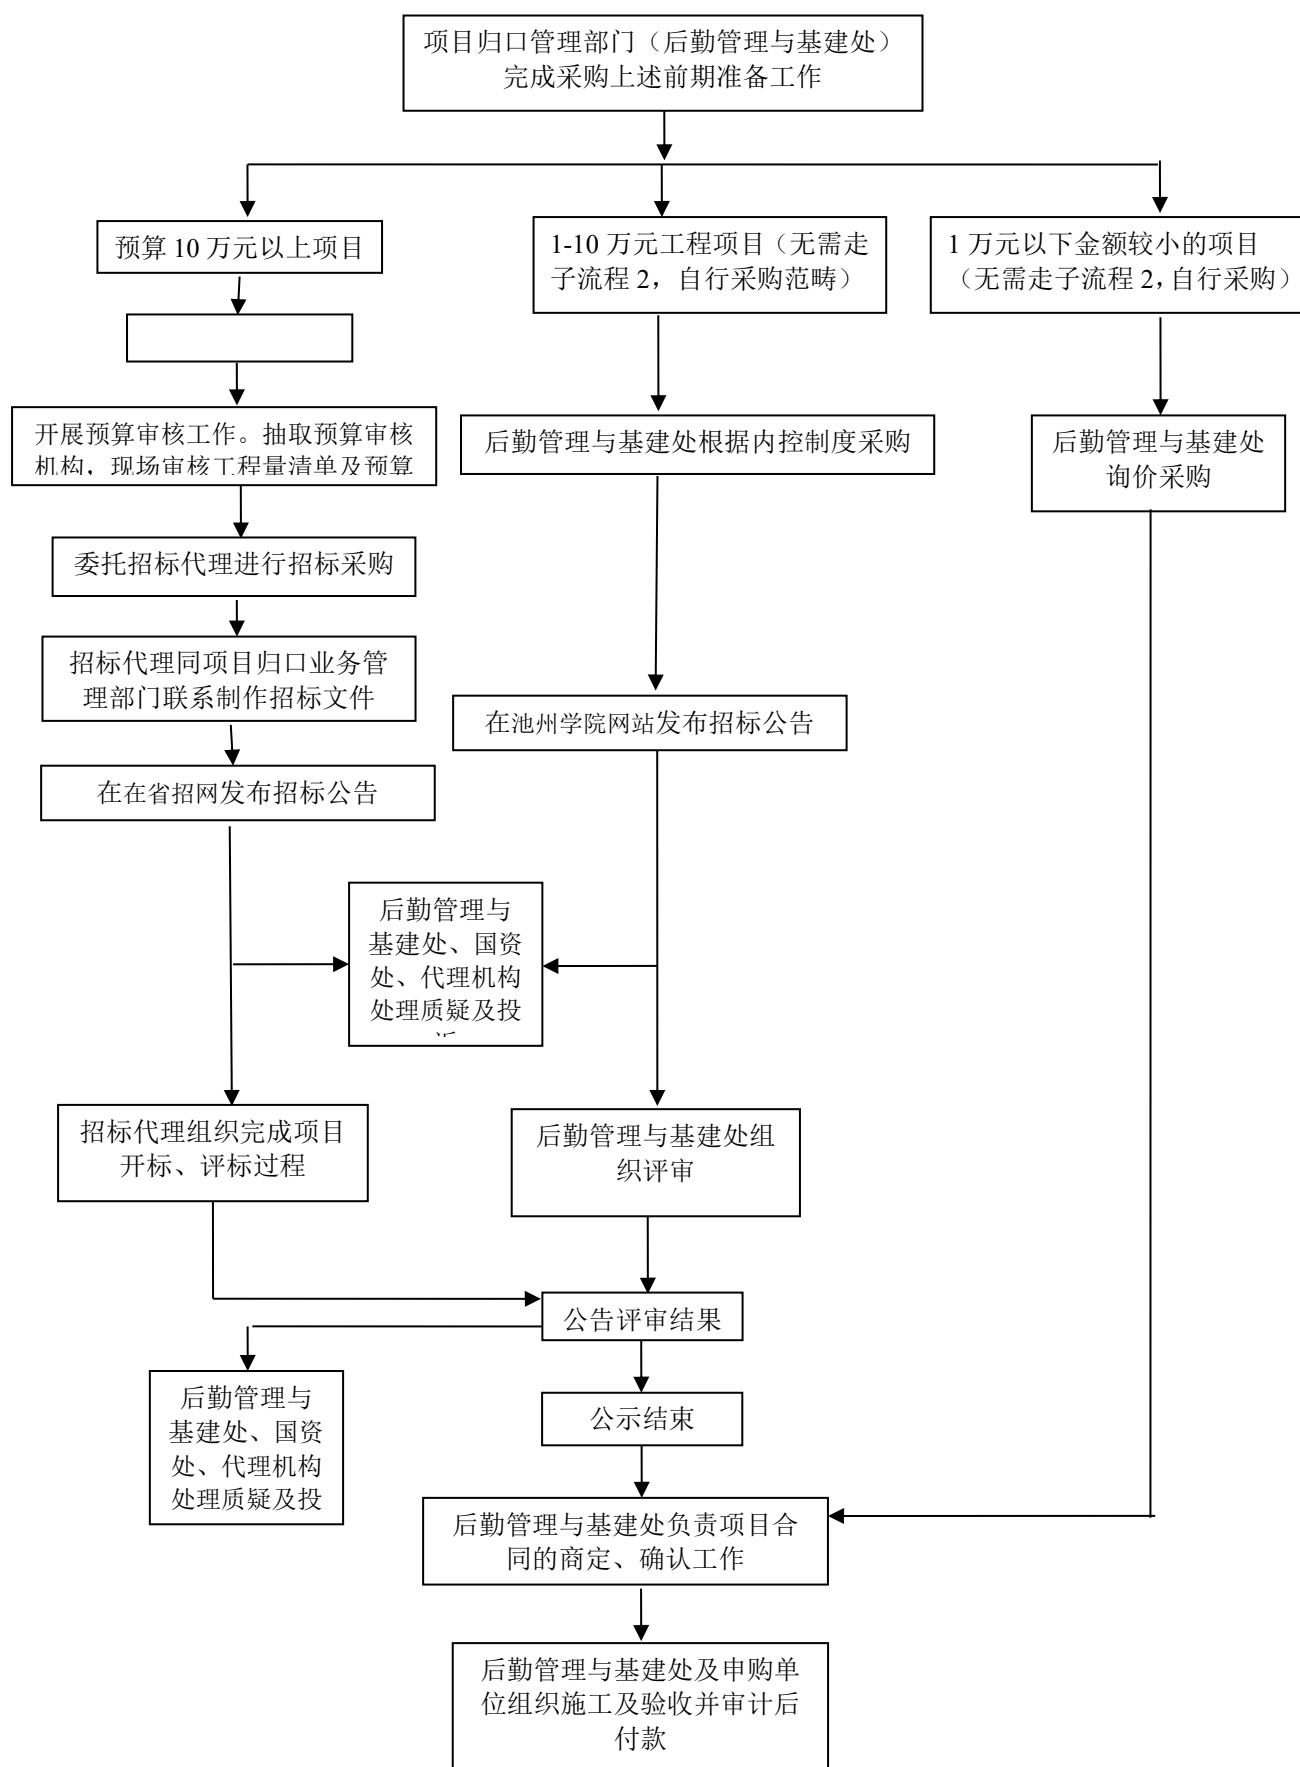 项目归口管理部门（后勤管理与基建处）
完成采购上述前期准备工作
预算 10 万元以上项目
1-10 万元工程项目（无需走
子流程 2，自行采购范畴）
1 万元以下金额较小的项目
（无需走子流程 2，自行采购）
开展预算审核工作。抽取预算审核
机构，现场审核工程量清单及预算
后勤管理与基建处根据内控制度采购
后勤管理与基建处
询价采购
委托招标代理进行招标采购
招标代理同项目归口业务管
理部门联系制作招标文件
在池州学院网站发布招标公告
在在省招网发布招标公告
后勤管理与
基建处、国资
处、代理机构
处理质疑及投
招标代理组织完成项目
开标、评标过程
后勤管理与基建处组
织评审
公告评审结果
后勤管理与
基建处、国资
处、代理机构
处理质疑及投
公示结束
后勤管理与基建处负责项目合
同的商定、确认工作
后勤管理与基建处及申购单
位组织施工及验收并审计后
付款